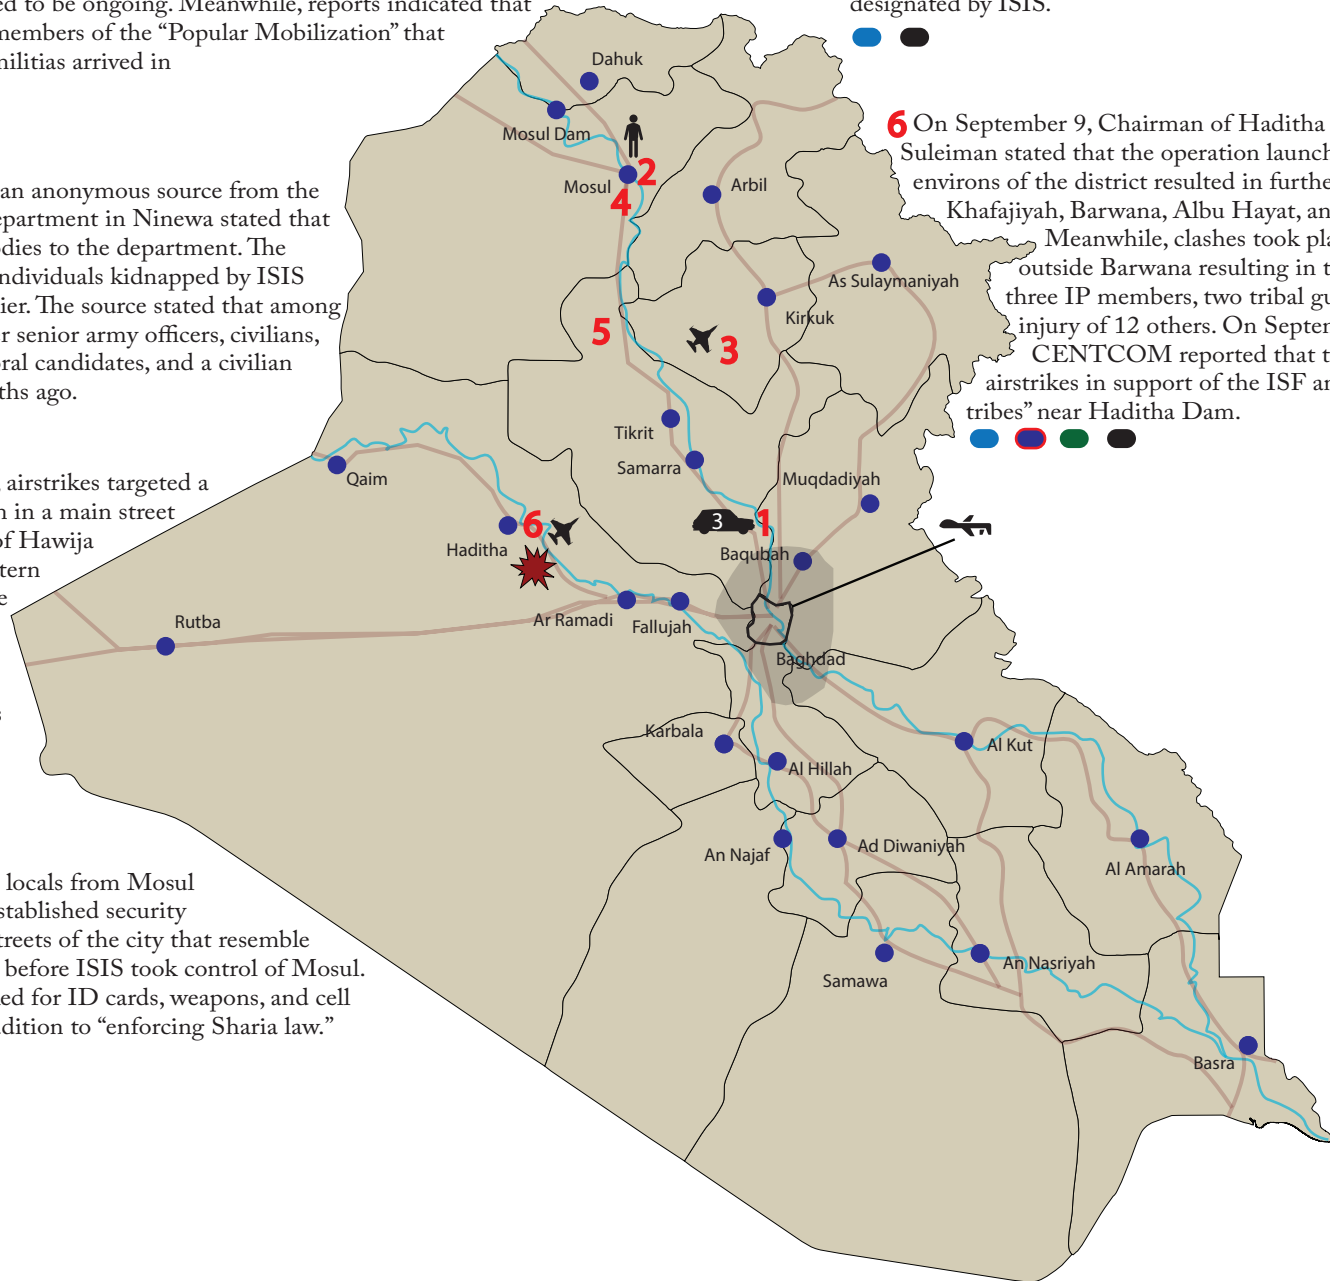 ed to be ongoing. Meanwhile, reports indicated that
members of the “Popular Mobilization” that
militias arrived in
an anonymous source from the
epartment in Ninewa stated that
odies to the department. The
individuals kidnapped by ISIS
ier. The source stated that among
r senior army officers, civilians,
oral candidates, and a civilian
ths ago.
airstrikes targeted a
n in a main street
of Hawija
tern
e
s
locals from Mosul
stablished security
treets of the city that resemble
before ISIS took control of Mosul.
ked for ID cards, weapons, and cell
ddition to “enforcing Sharia law.”
designated by ISIS.
6 On September 9, Chairman of Haditha
Suleiman stated that the operation launch
environs of the district resulted in furthe
Khafajiyah, Barwana, Albu Hayat, an
Meanwhile, clashes took pla
outside Barwana resulting in t
three IP members, two tribal gu
injury of 12 others. On Septem
CENTCOM reported that t
airstrikes in support of the ISF an
tribes” near Haditha Dam.
Dahuk
Mosul Dam
Mosul
2
4
Arbil
As Sulaymaniyah
Kirkuk
5
3
Tikrit
Samarra
Qaim
Muqdadiyah
6
Haditha
3
1
Baqubah
Ar Ramadi
Fallujah
Rutba
Baghdad
Karbala
Al Hillah
Al Kut
An Najaf
Ad Diwaniyah
Al Amarah
Samawa
An Nasriyah
Basra